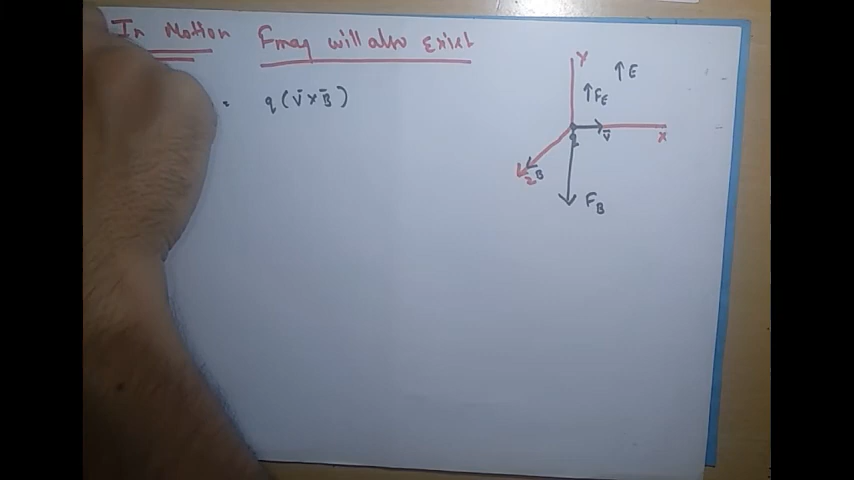 In Motion Fmag will also exist
= q(V̄ × B̄)
Y
↑E
↑FE
q
V̄
X
B
Z
FB